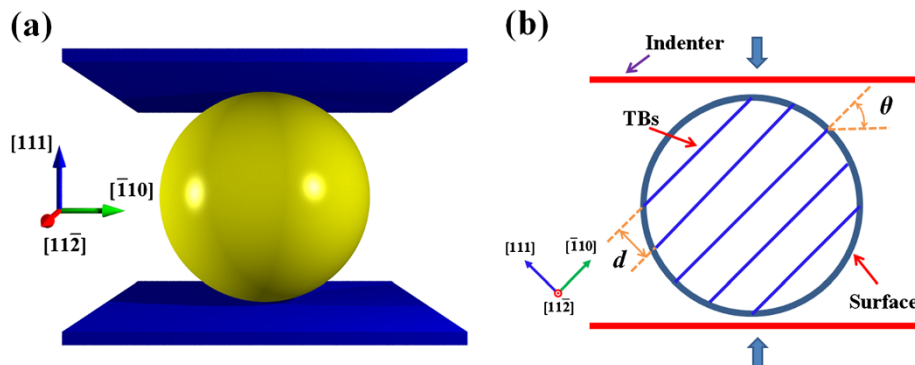 (a)
[111]
[1̅10]
[112̅]
(b)
Indenter
TBs
θ
[111]
[1̅10]
d
[112̅]
Surface